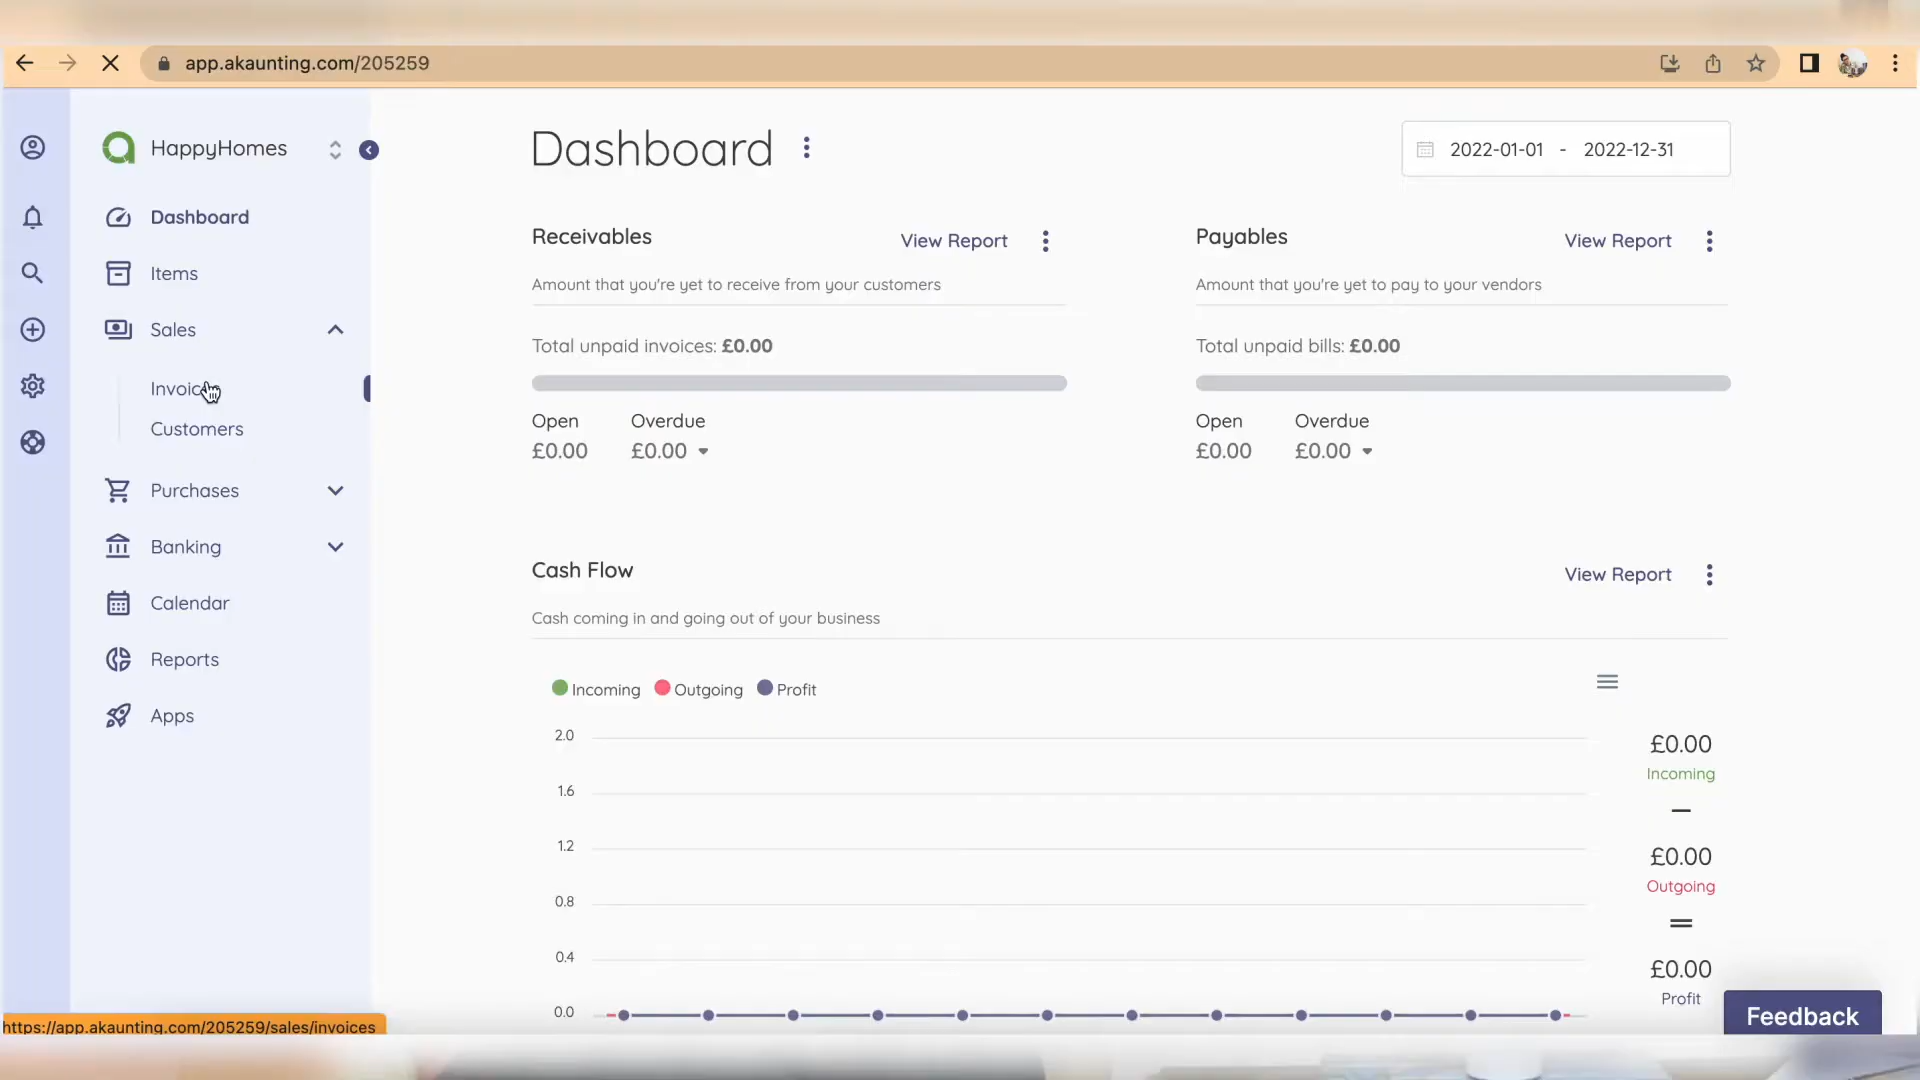 app.akaunting.com/205259
HappyHomes
Dashboard
Items
Sales
Invoic
Customers
Purchases
Banking
Calendar
Reports
Apps
Dashboard
2022-01-01 - 2022-12-31
Receivables
View Report
Amount that you're yet to receive from your customers
Total unpaid invoices: £0.00
Open
Overdue
£0.00
£0.00
Payables
View Report
Amount that you're yet to pay to your vendors
Total unpaid bills: £0.00
Open
Overdue
£0.00
£0.00
Cash Flow
View Report
Cash coming in and going out of your business
Incoming
Outgoing
Profit
2.0
1.6
1.2
0.8
0.4
0.0
£0.00
Incoming
£0.00
Outgoing
£0.00
Profit
Feedback
https://app.akaunting.com/205259/sales/invoices